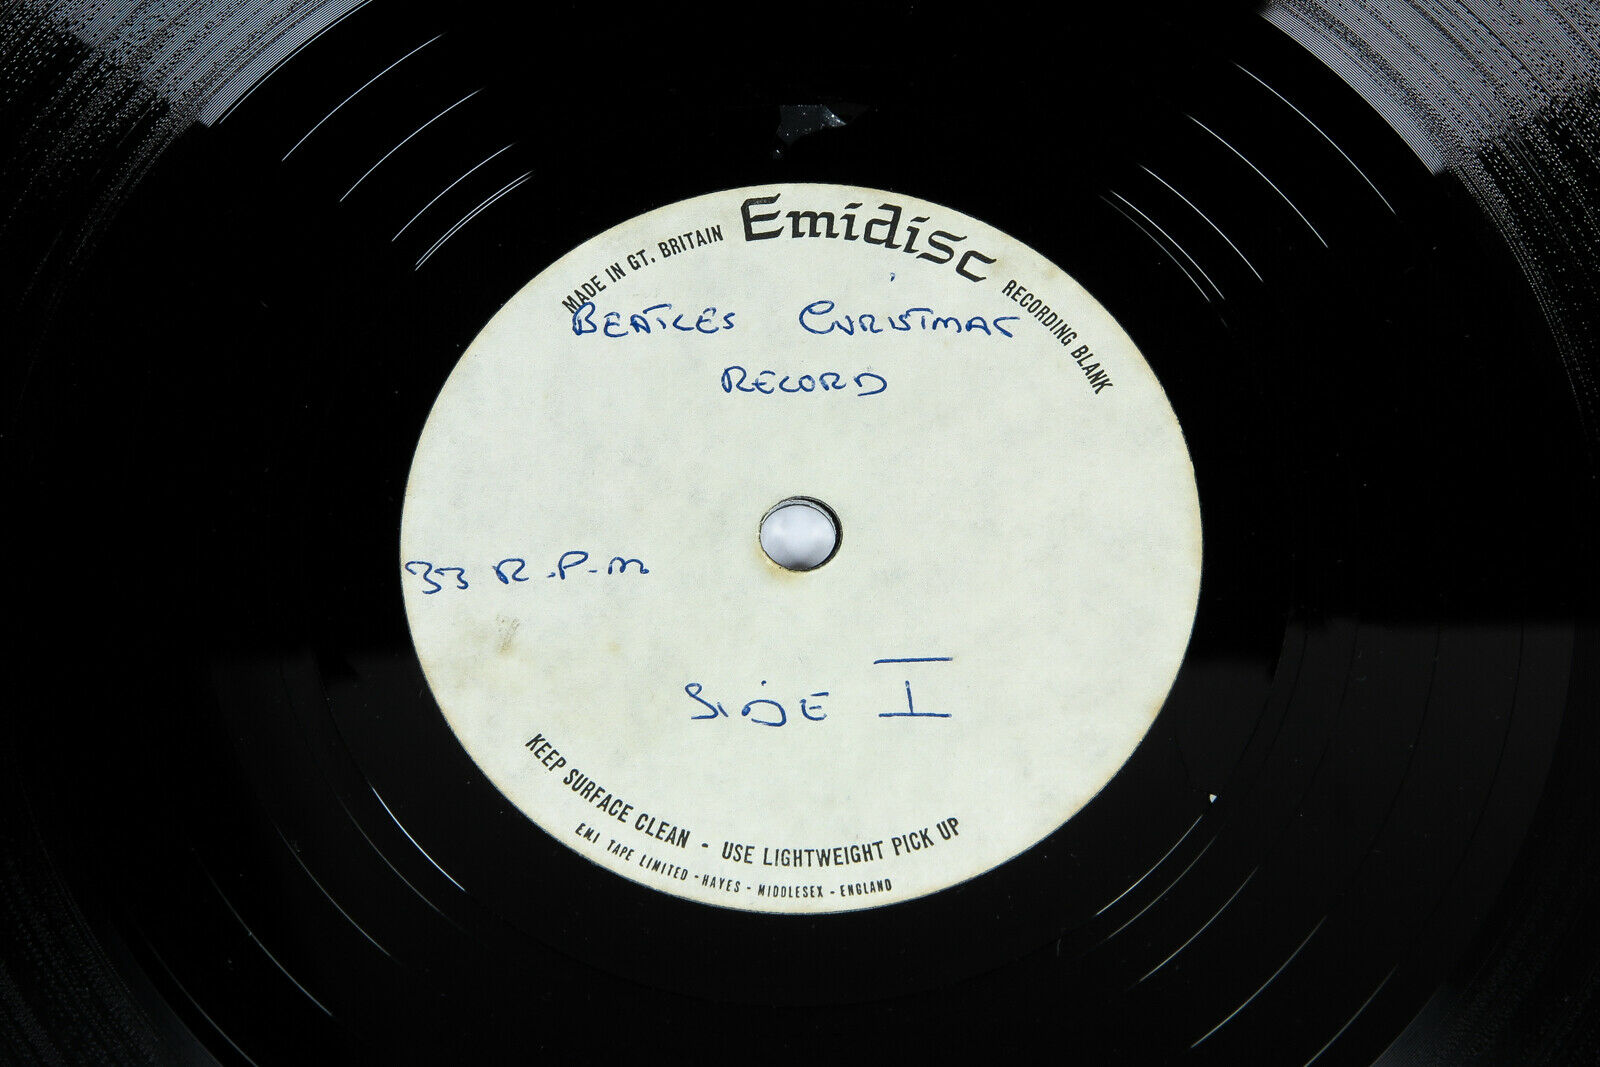 MADE IN GT. BRITAIN Emidisc RECORDING BLANK
BEATLES CHRISTMAS
RECORD
33 R.P.M
SIDE I
KEEP SURFACE CLEAN - USE LIGHTWEIGHT PICK UP
E.M.I TAPE LIMITED - HAYES - MIDDLESEX - ENGLAND